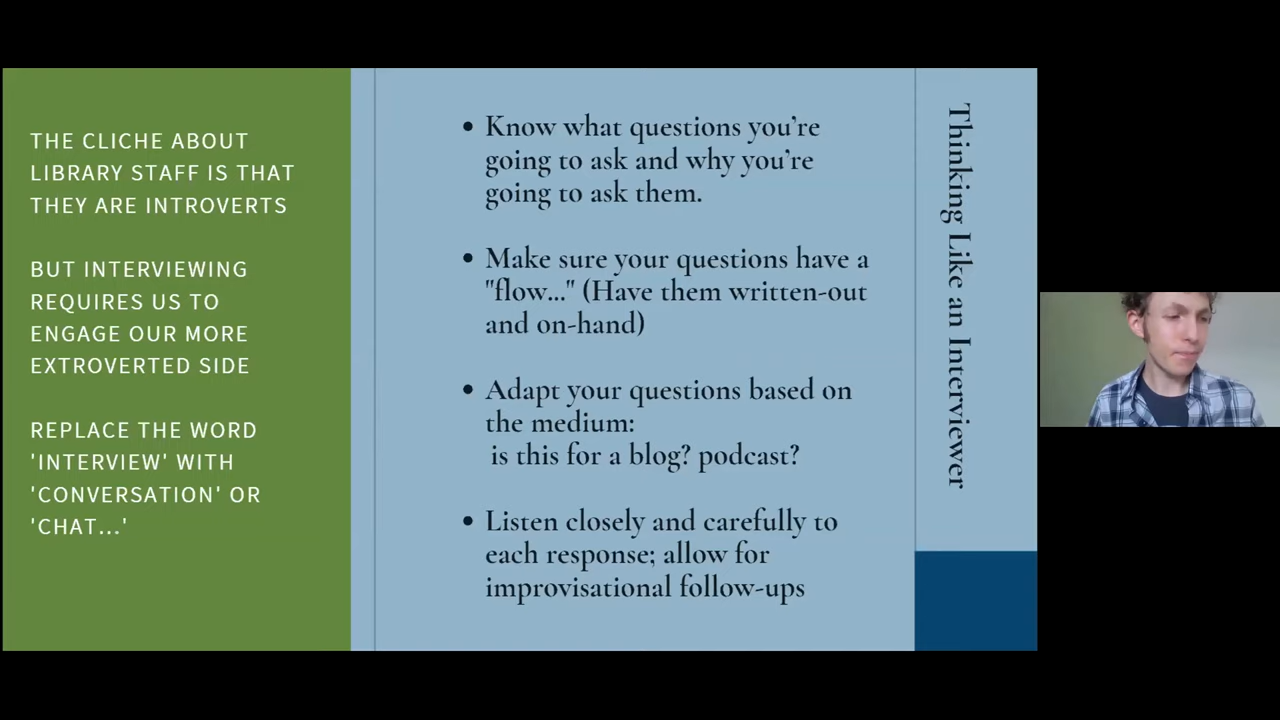 THE CLICHE ABOUT
LIBRARY STAFF IS THAT
THEY ARE INTROVERTS
BUT INTERVIEWING
REQUIRES US TO
ENGAGE OUR MORE
EXTROVERTED SIDE
REPLACE THE WORD
'INTERVIEW' WITH
'CONVERSATION' OR
'CHAT...'
• Know what questions you're
going to ask and why you're
going to ask them.
• Make sure your questions have a
"flow..." (Have them written-out
and on-hand)
• Adapt your questions based on
the medium:
is this for a blog? podcast?
• Listen closely and carefully to
each response; allow for
improvisational follow-ups
Thinking Like an Interviewer